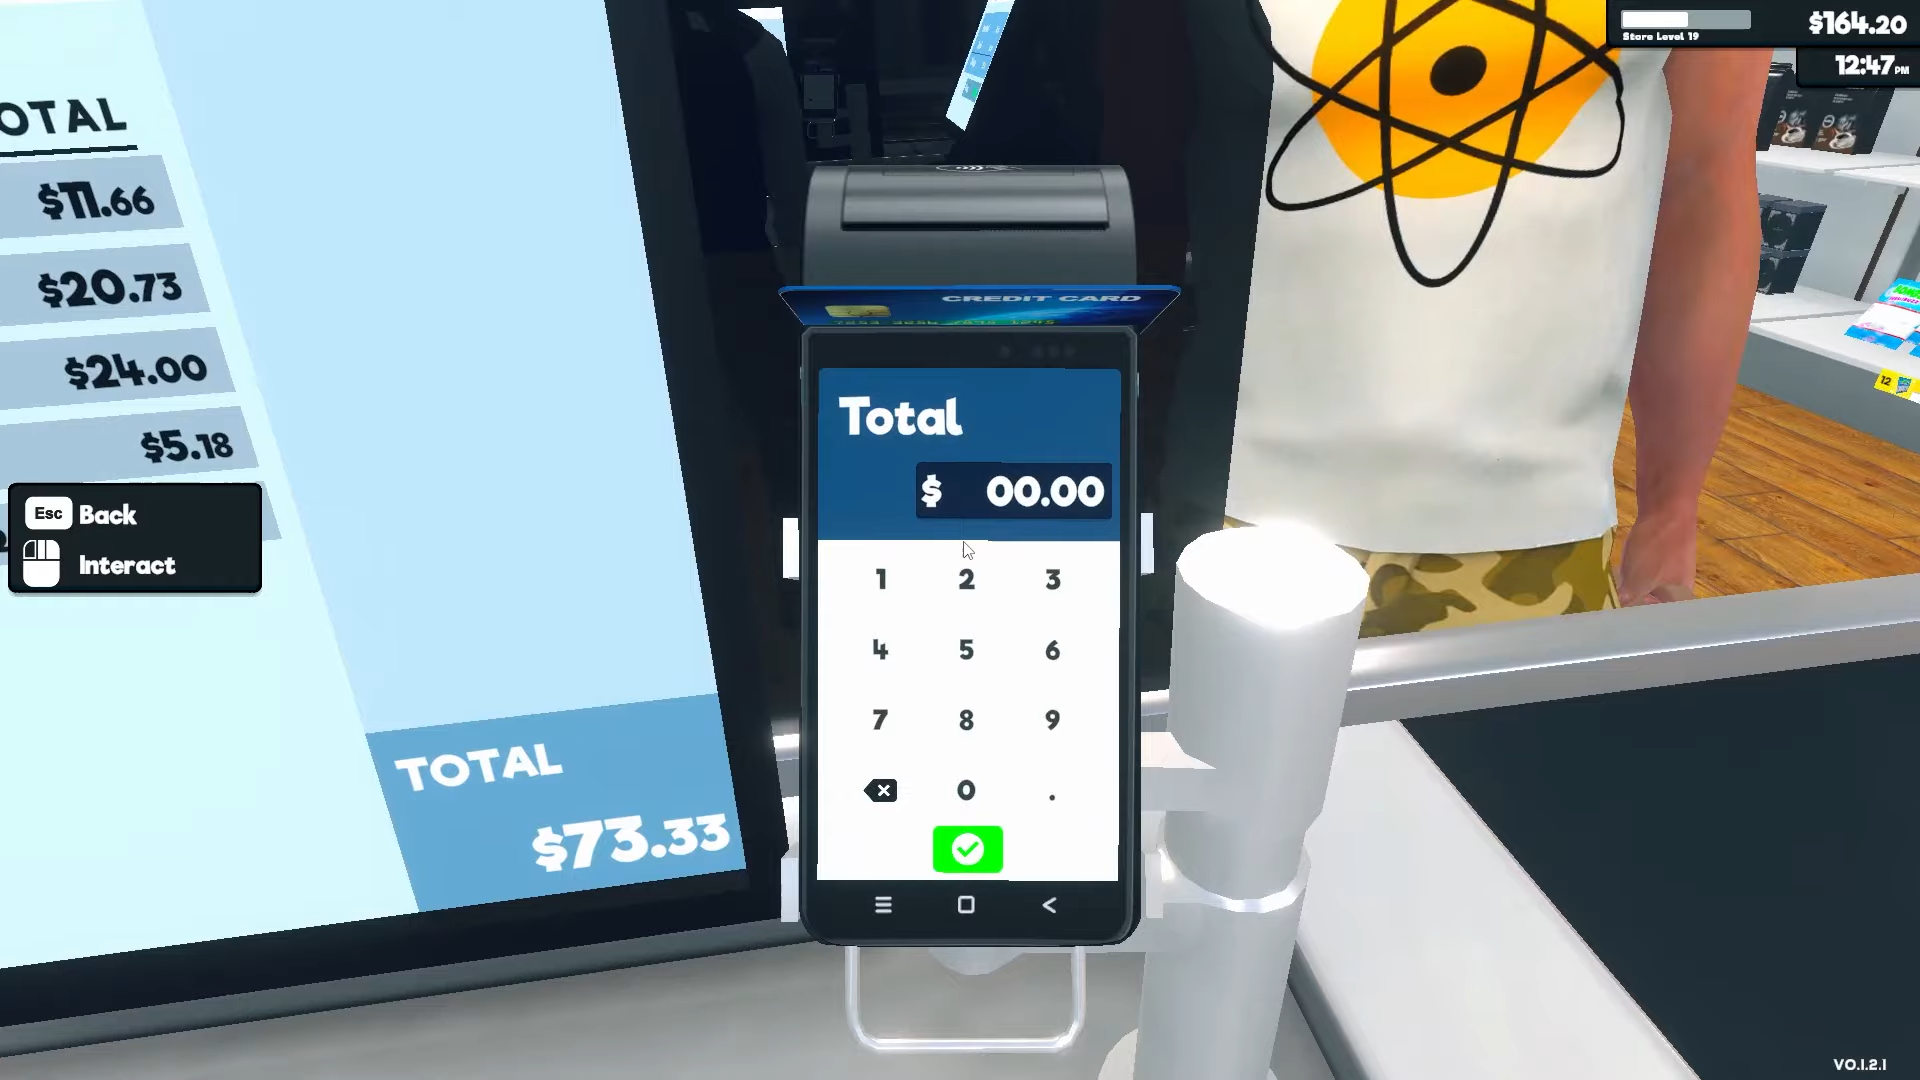 $164.20
Store Level 19
12:47PM
OTAL
$11.66
$20.73
$24.00
$5.18
Esc Back
Interact
TOTAL
$73.33
CREDIT CARD
Total
$ 00.00
1 2 3
4 5 6
7 8 9
0 .
12
V0.1.2.1